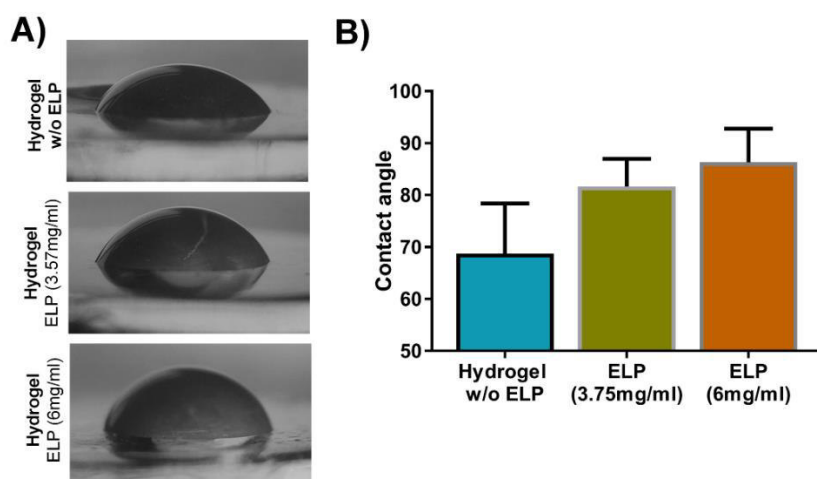 A)
Hydrogel
w/o ELP
Hydrogel
ELP (3.57mg/ml)
Hydrogel
ELP (6mg/ml)
B)
Contact angle
100
90
80
70
60
50
Hydrogel
w/o ELP
ELP
(3.75mg/ml)
ELP
(6mg/ml)